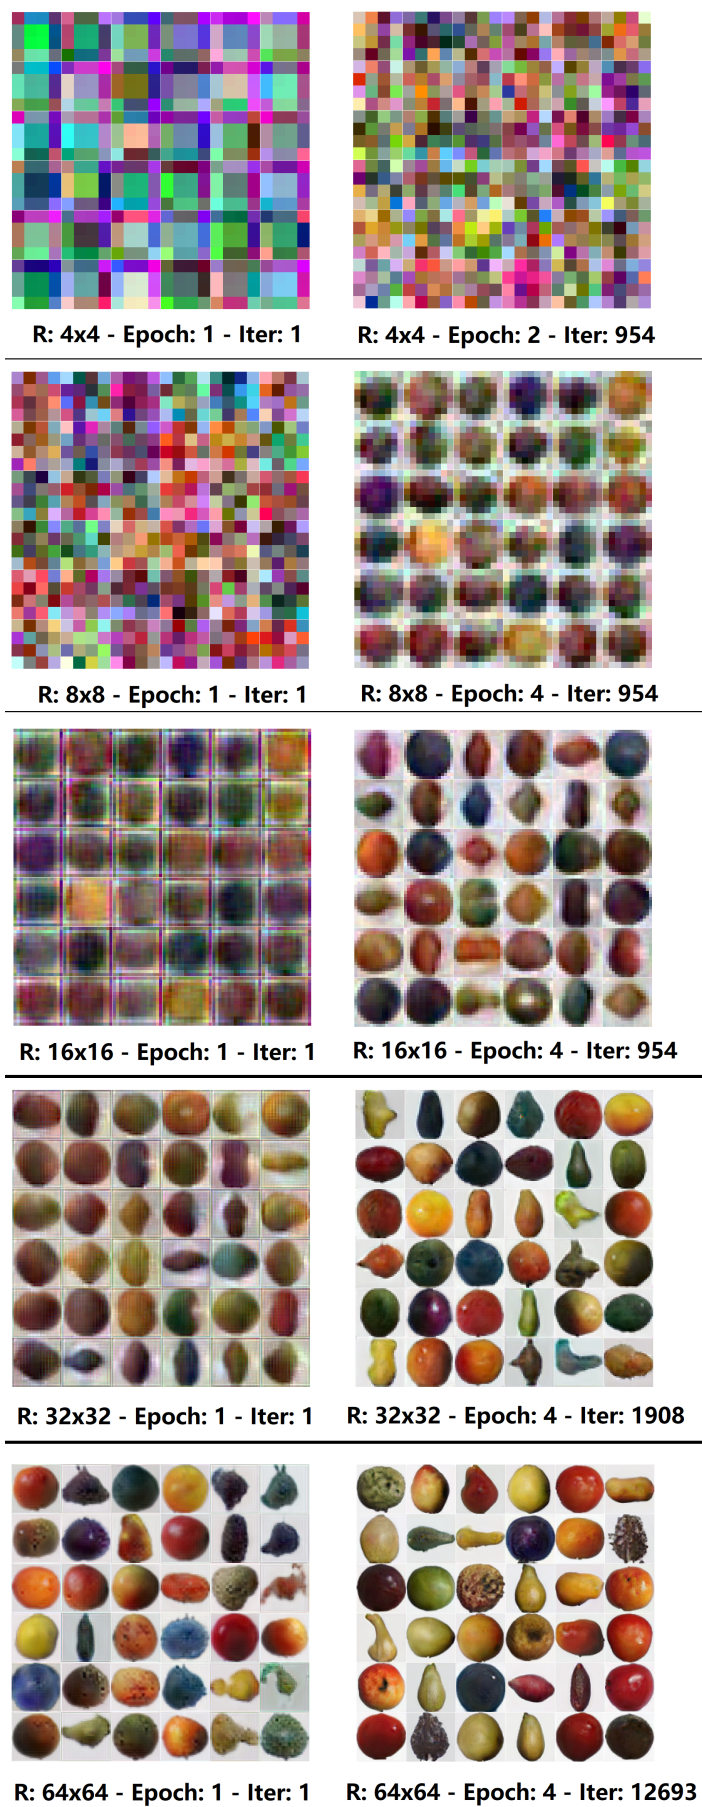 R: 4x4 - Epoch: 1 - Iter: 1
R: 4x4 - Epoch: 2 - Iter: 954
R: 8x8 - Epoch: 1 - Iter: 1
R: 8x8 - Epoch: 4 - Iter: 954
R: 16x16 - Epoch: 1 - Iter: 1
R: 16x16 - Epoch: 4 - Iter: 954
R: 32x32 - Epoch: 1 - Iter: 1
R: 32x32 - Epoch: 4 - Iter: 1908
R: 64x64 - Epoch: 1 - Iter: 1
R: 64x64 - Epoch: 4 - Iter: 12693